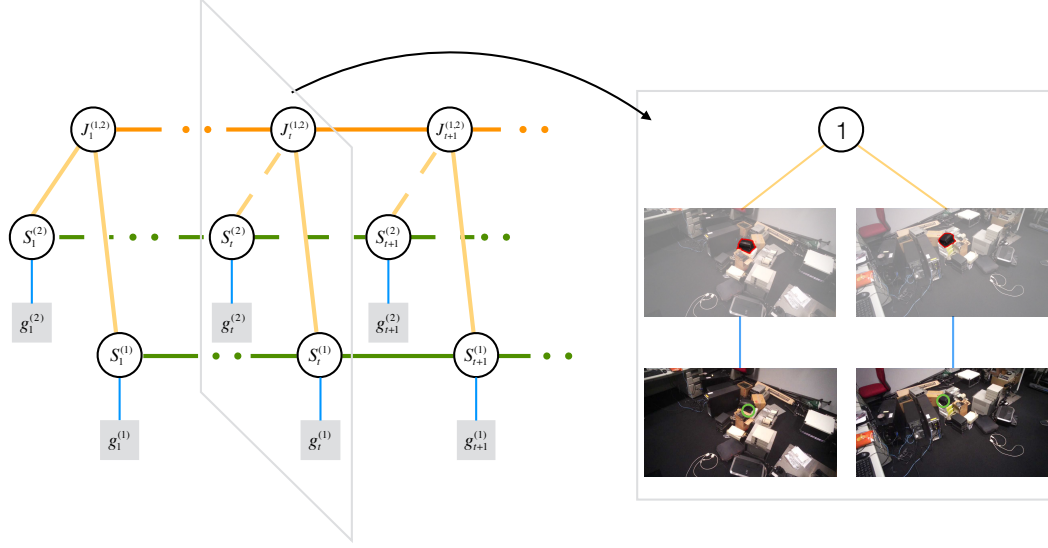 J_1^{(1,2)} J_t^{(1,2)} J_{t+1}^{(1,2)} 1
S_1^{(2)} S_t^{(2)} S_{t+1}^{(2)}
g_1^{(2)} g_t^{(2)} g_{t+1}^{(2)}
S_1^{(1)} S_t^{(1)} S_{t+1}^{(1)}
g_1^{(1)} g_t^{(1)} g_{t+1}^{(1)}